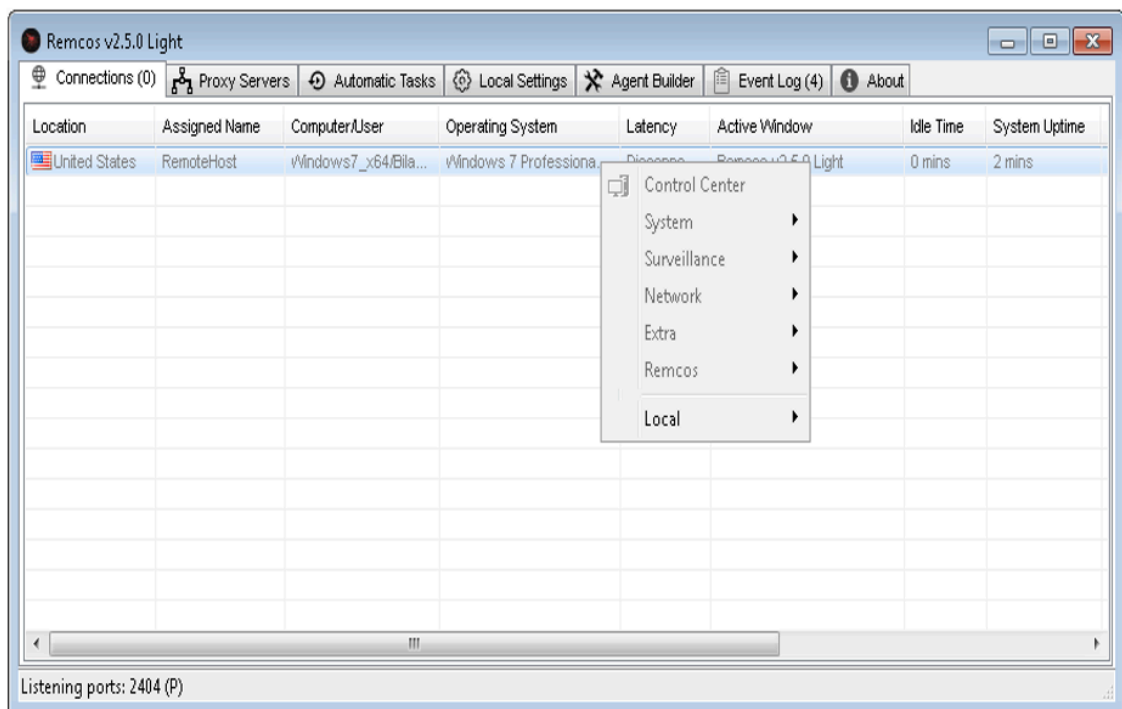 Remcos v2.5.0 Light
Connections (0) Proxy Servers Automatic Tasks Local Settings Agent Builder Event Log (4) About
Location Assigned Name Computer/User Operating System Latency Active Window Idle Time System Uptime
United States RemoteHost Windows7_x64/Bila... Windows 7 Professiona... Light 0 mins 2 mins
Control Center
System
Surveillance
Network
Extra
Remcos
Local
Listening ports: 2404 (P)